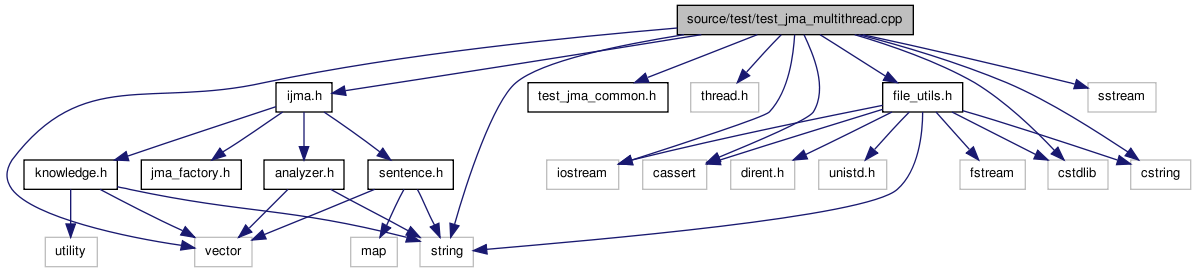 source/test/test_jma_multithread.cpp
ijma.h
test_jma_common.h
thread.h
file_utils.h
sstream
knowledge.h
jma_factory.h
analyzer.h
sentence.h
iostream
cassert
dirent.h
unistd.h
fstream
cstdlib
cstring
utility
vector
map
string